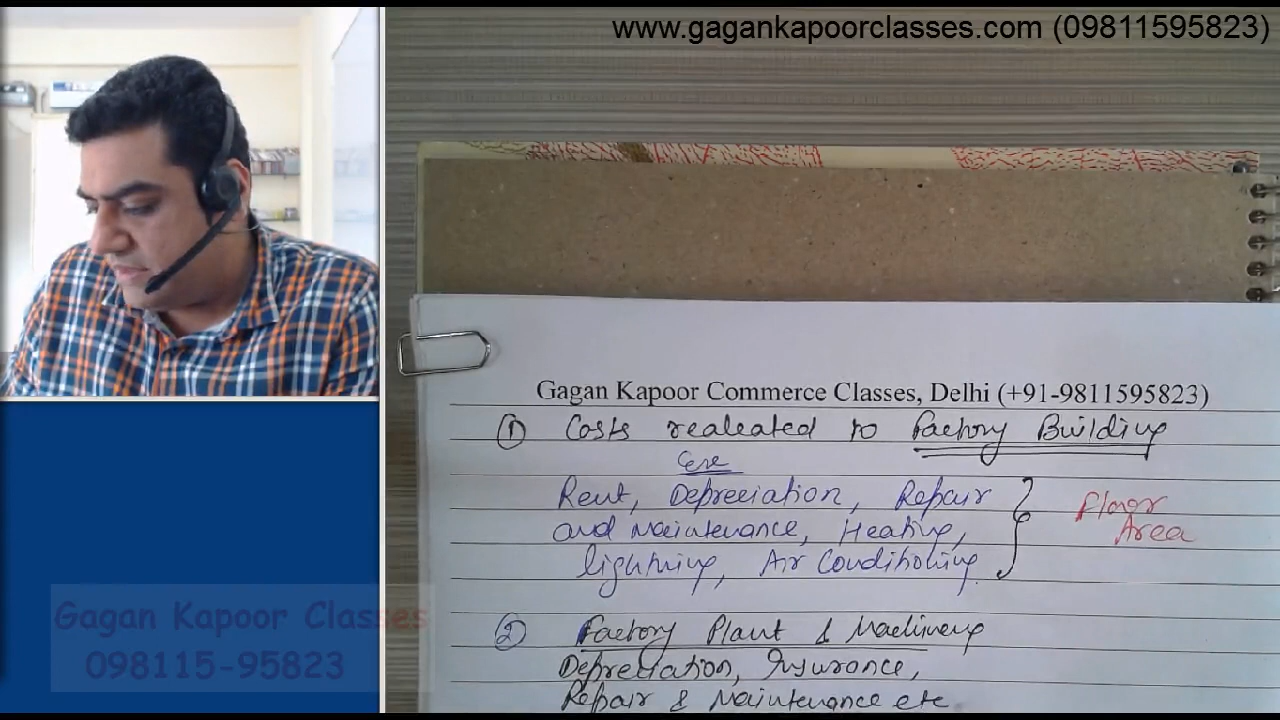 www.gagankapoorclasses.com (09811595823)
Gagan Kapoor Commerce Classes, Delhi (+91-9811595823)
① Costs realeated to Factory Building
Rent, Depreciation, Repair
and Maintenance, Heating,
lightning, Air Conditioning
Floor
Area
② Factory Plant & Machinery
Depreciation, Insurance,
Repair & Maintenance etc
Gagan Kapoor Classes
098115-95823